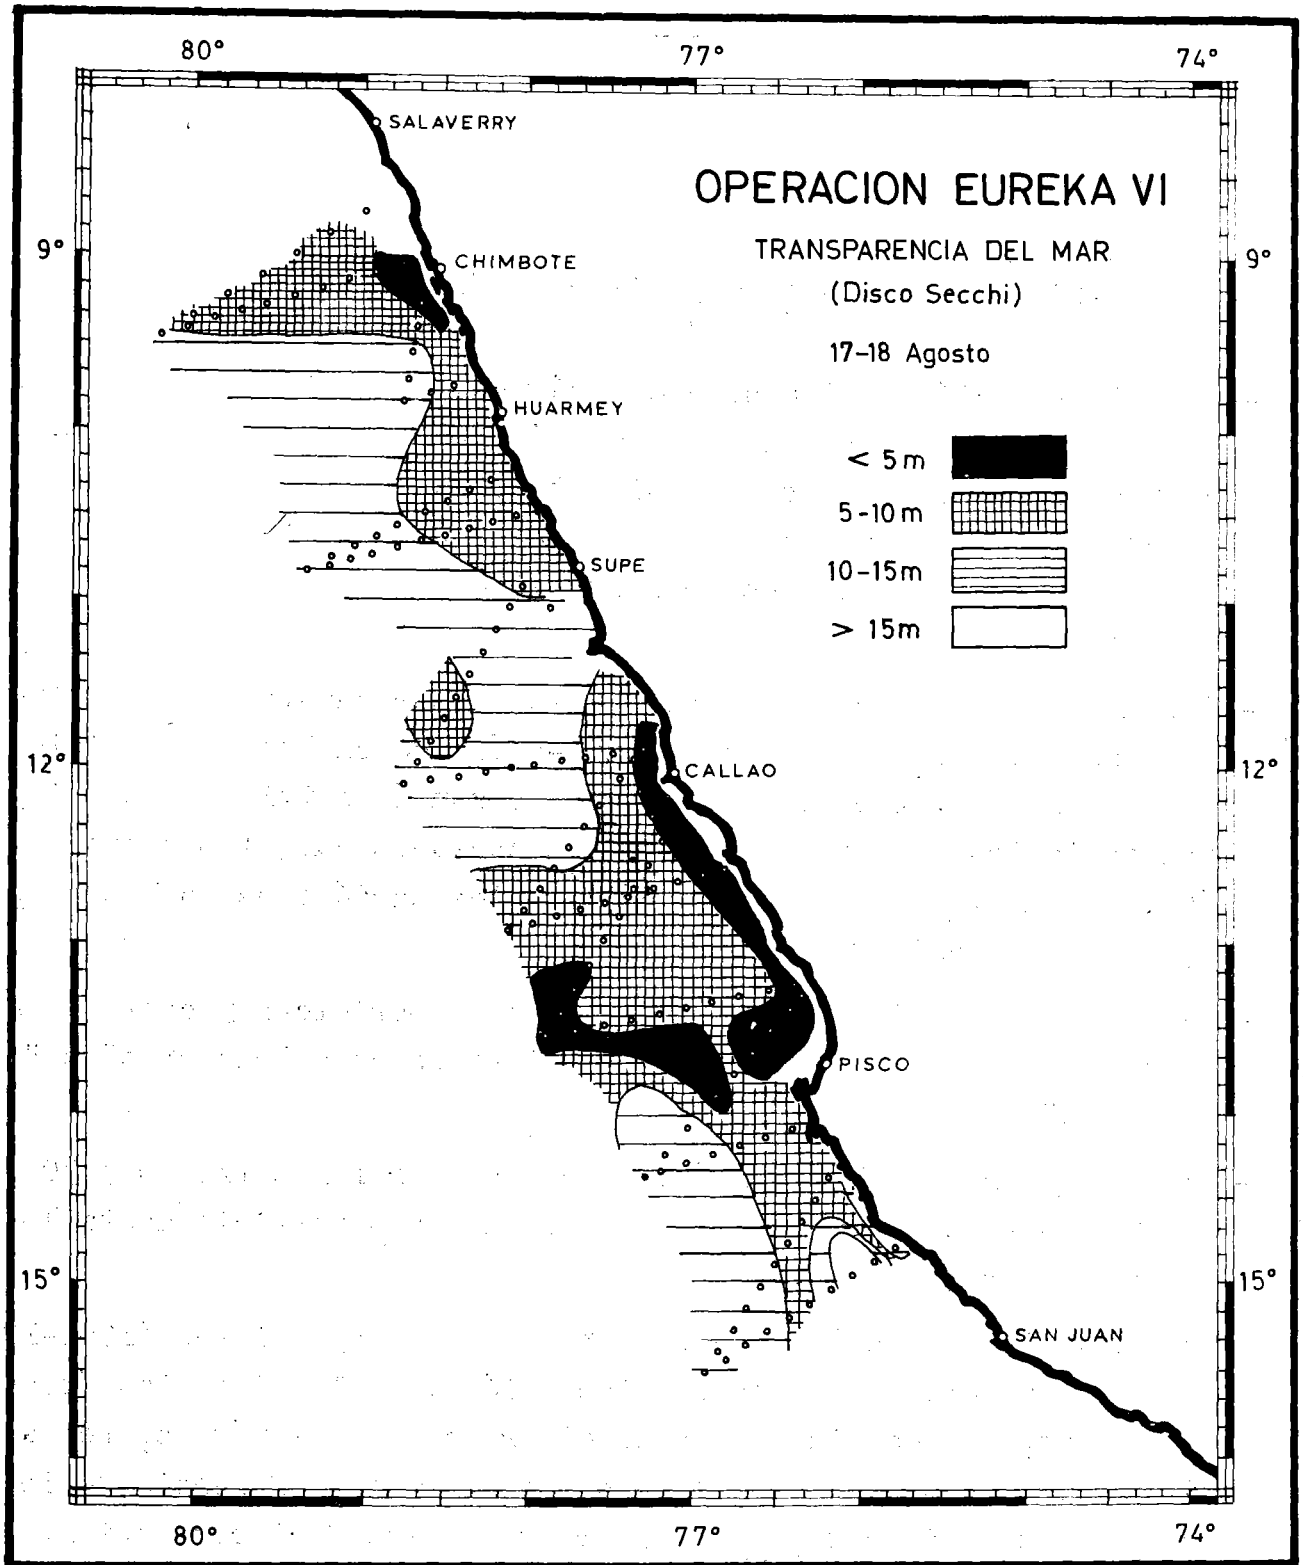 80° 77° 74°
SALAVERRY
OPERACION EUREKA VI
TRANSPARENCIA DEL MAR
(Disco Secchi)
17-18 Agosto
9° 9°
CHIMBOTE
HUARMEY
< 5 m
5-10 m
10-15m
> 15m
SUPE
12° 12°
CALLAO
PISCO
15° 15°
SAN JUAN
80° 77° 74°